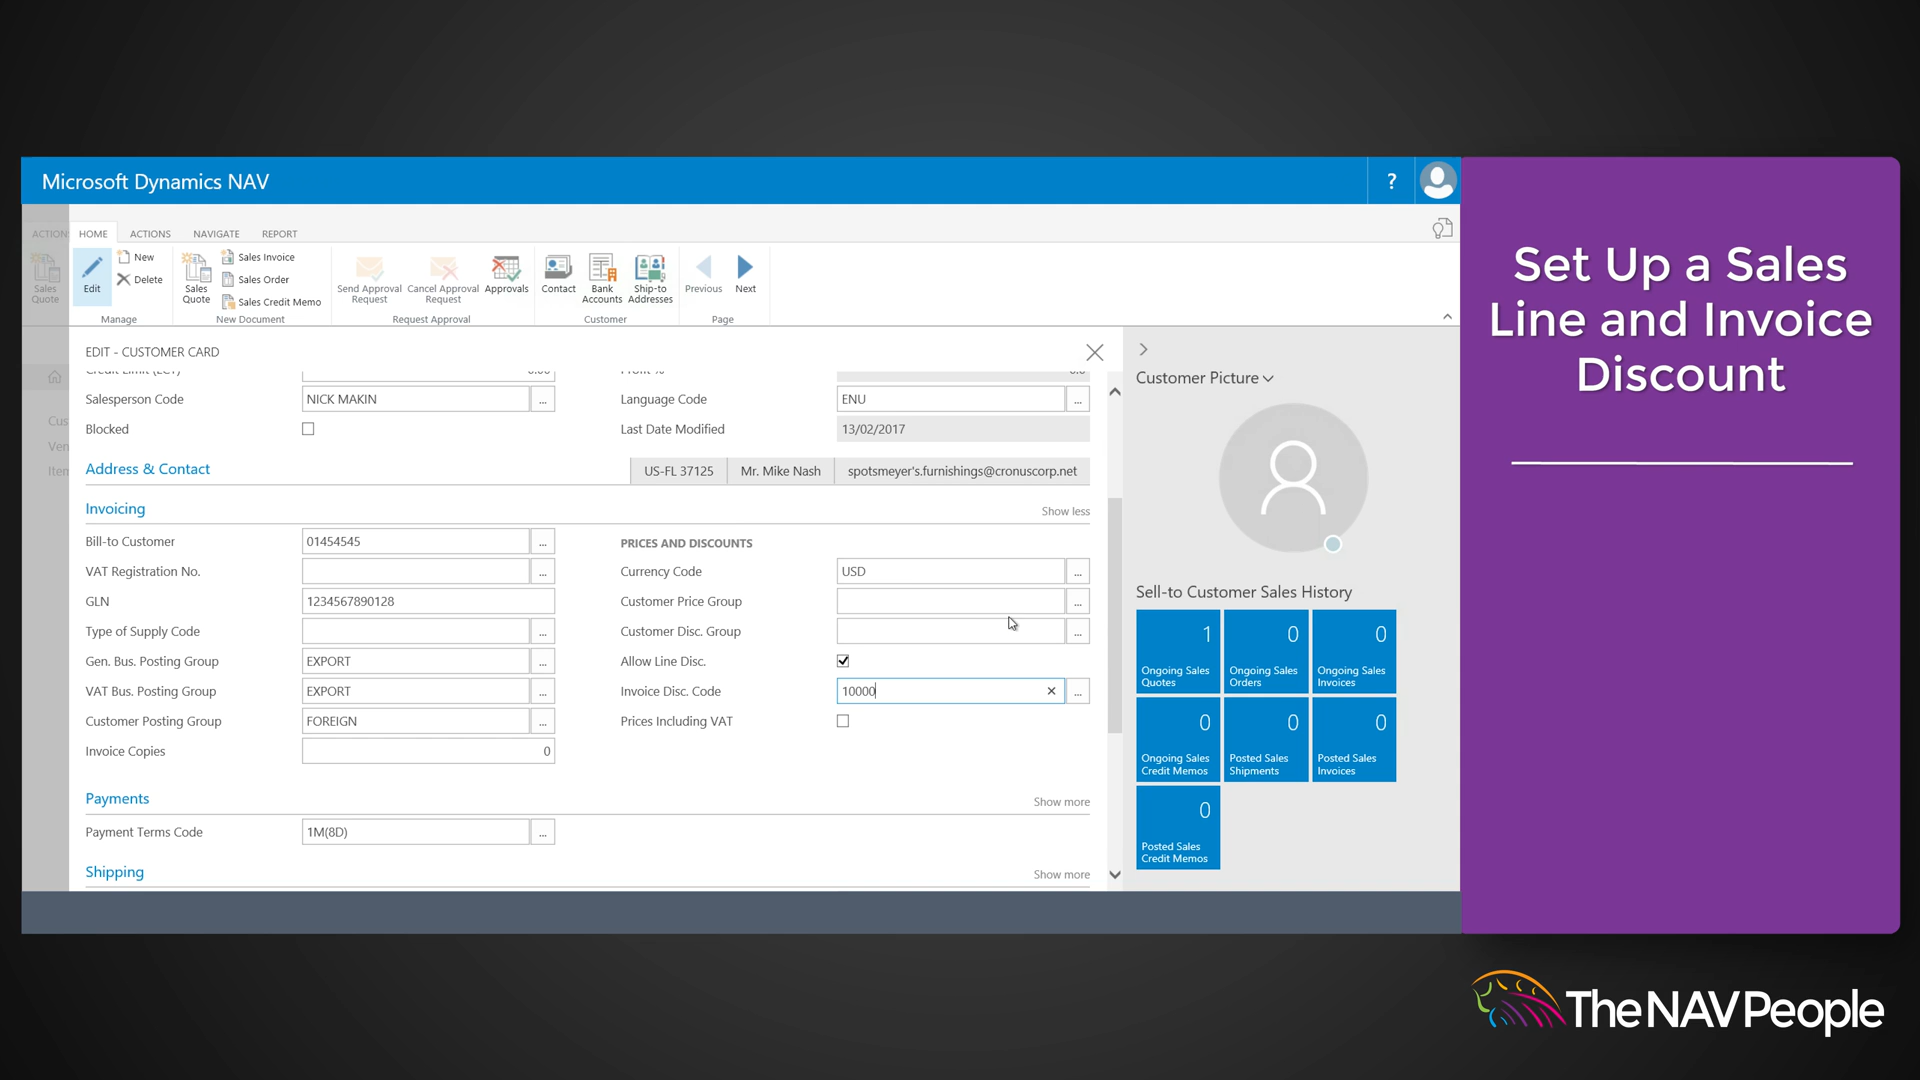 Microsoft Dynamics NAV
?
ACTIONS
HOME
ACTIONS
NAVIGATE
REPORT
Sales
Quote
Edit
New
Delete
Manage
Sales
Quote
Sales Invoice
Sales Order
Sales Credit Memo
New Document
Send Approval
Request
Cancel Approval
Request
Approvals
Request Approval
Contact
Bank
Accounts
Ship-to
Addresses
Customer
Previous
Next
Page
EDIT - CUSTOMER CARD
Salesperson Code
NICK MAKIN
...
Language Code
ENU
...
Blocked
Last Date Modified
13/02/2017
Cus
Ven
Iten
Address & Contact
US-FL 37125
Mr. Mike Nash
spotsmeyer's.furnishings@cronuscorp.net
Invoicing
Show less
Bill-to Customer
01454545
...
VAT Registration No.
...
GLN
1234567890128
Type of Supply Code
...
Gen. Bus. Posting Group
EXPORT
...
VAT Bus. Posting Group
EXPORT
...
Customer Posting Group
FOREIGN
...
Invoice Copies
0
PRICES AND DISCOUNTS
Currency Code
USD
...
Customer Price Group
...
Customer Disc. Group
...
Allow Line Disc.
Invoice Disc. Code
10000
...
Prices Including VAT
Payments
Show more
Payment Terms Code
1M(8D)
...
Shipping
Show more
Customer Picture
Sell-to Customer Sales History
1
Ongoing Sales
Quotes
0
Ongoing Sales
Orders
0
Ongoing Sales
Invoices
0
Ongoing Sales
Credit Memos
0
Posted Sales
Shipments
0
Posted Sales
Invoices
0
Posted Sales
Credit Memos
Set Up a Sales
Line and Invoice
Discount
TheNAVPeople